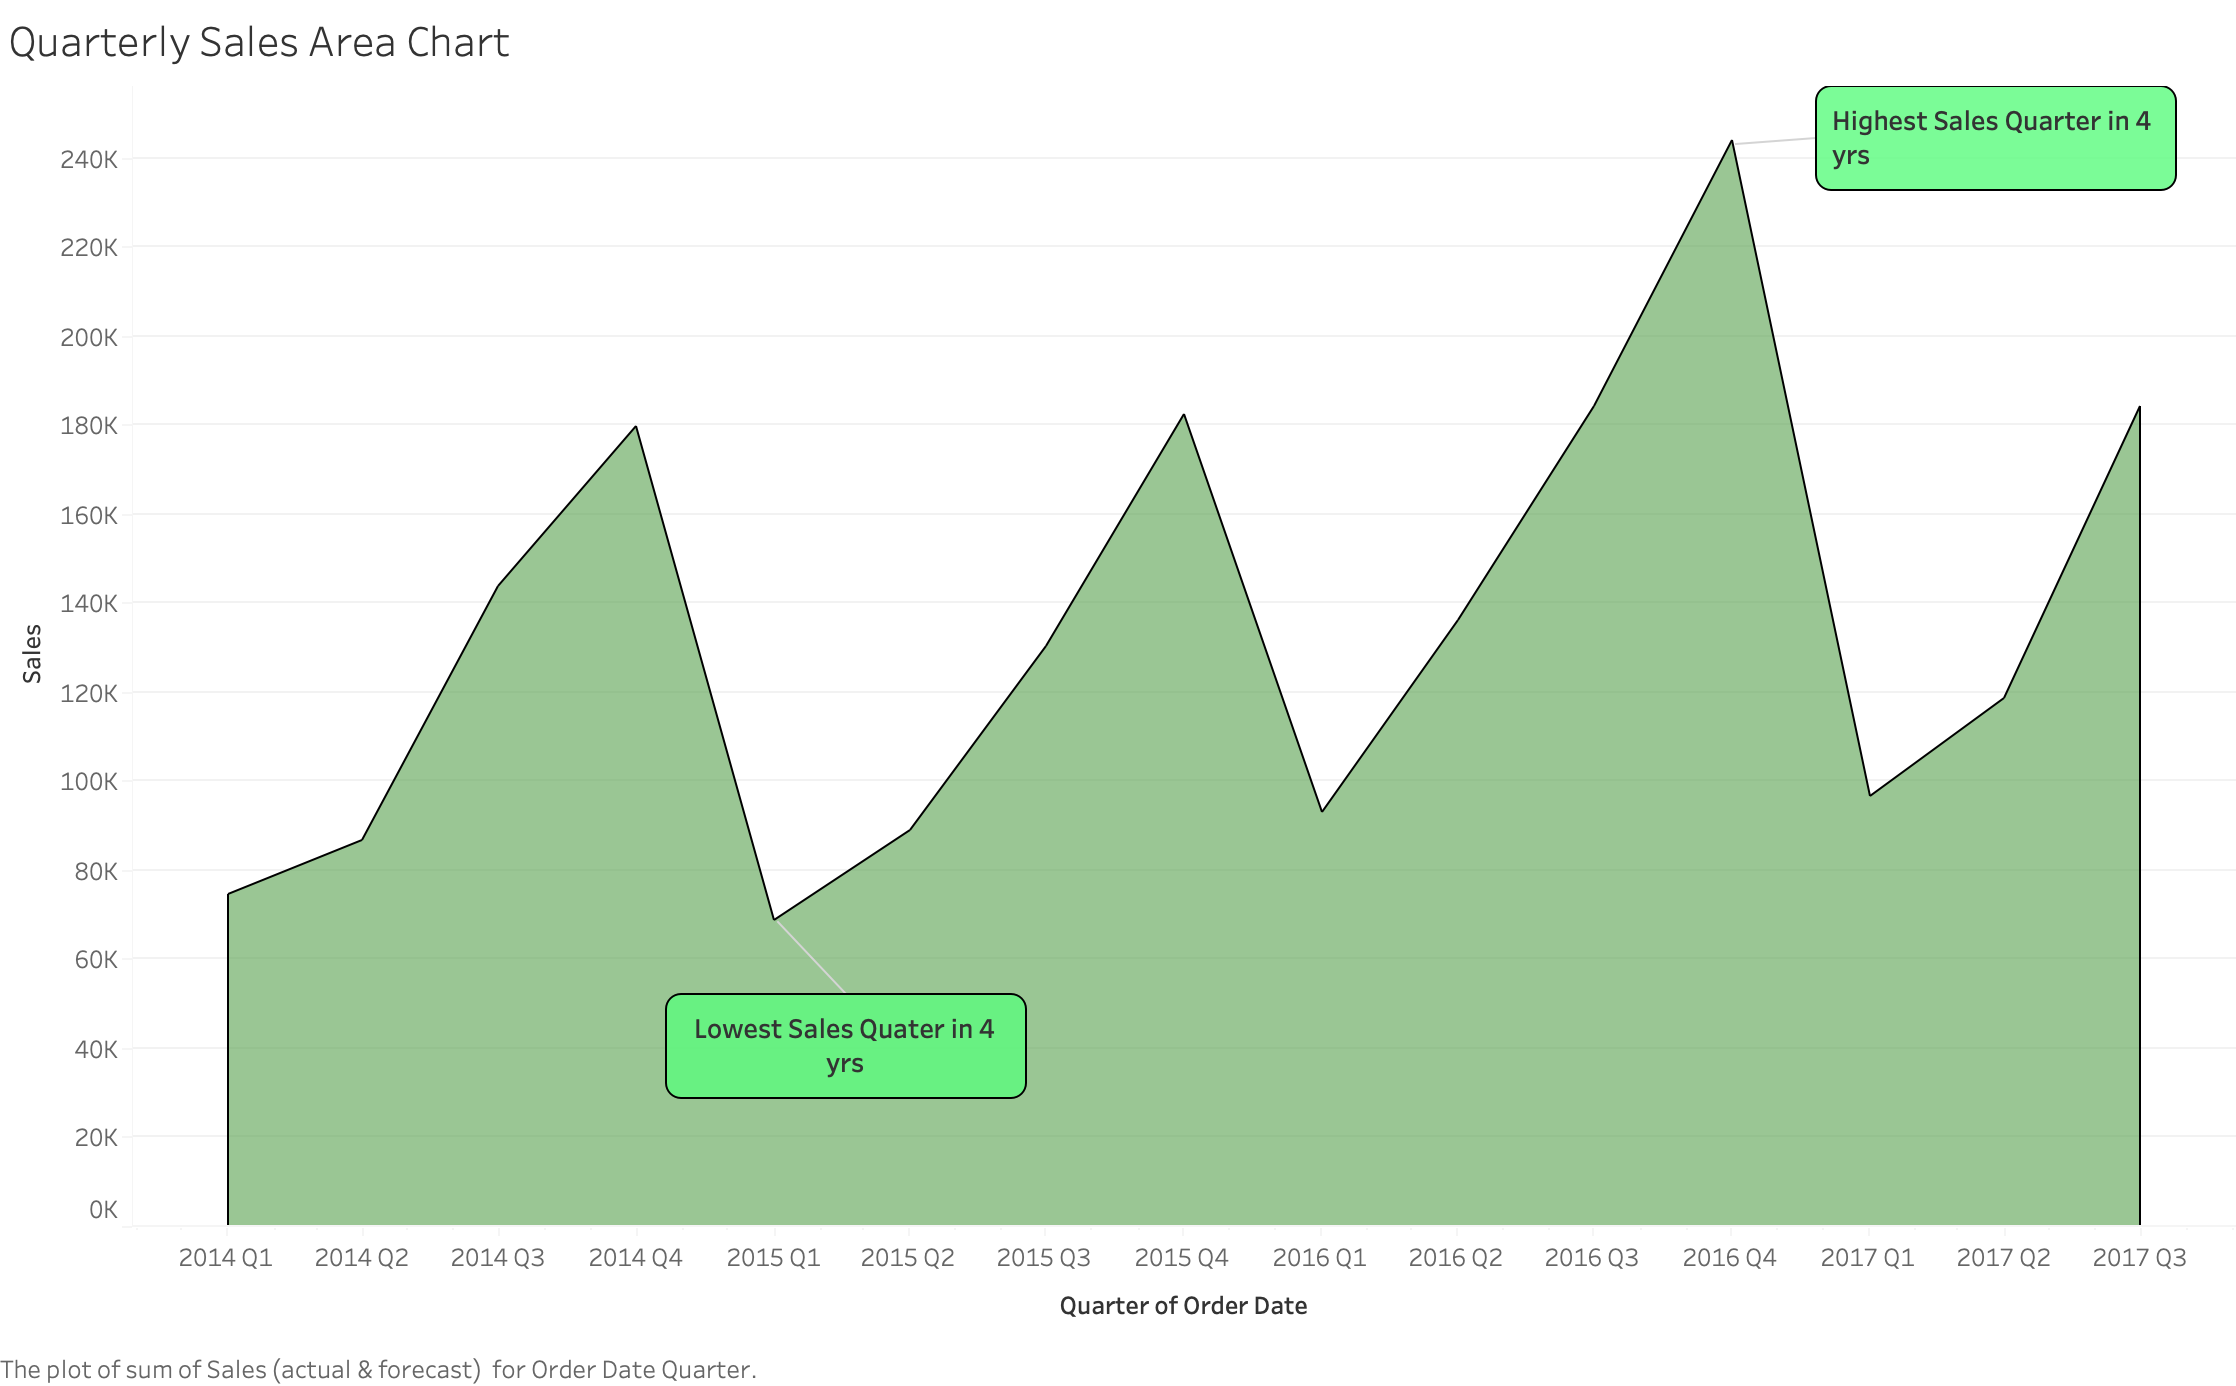 Quarterly Sales Area Chart
Highest Sales Quarter in 4
yrs
240K
220K
200K
180K
160K
140K
120K
100K
80K
60K
40K
20K
0K
Sales
Lowest Sales Quater in 4
yrs
2014 Q1 2014 Q2 2014 Q3 2014 Q4 2015 Q1 2015 Q2 2015 Q3 2015 Q4 2016 Q1 2016 Q2 2016 Q3 2016 Q4 2017 Q1 2017 Q2 2017 Q3
Quarter of Order Date
The plot of sum of Sales (actual & forecast) for Order Date Quarter.